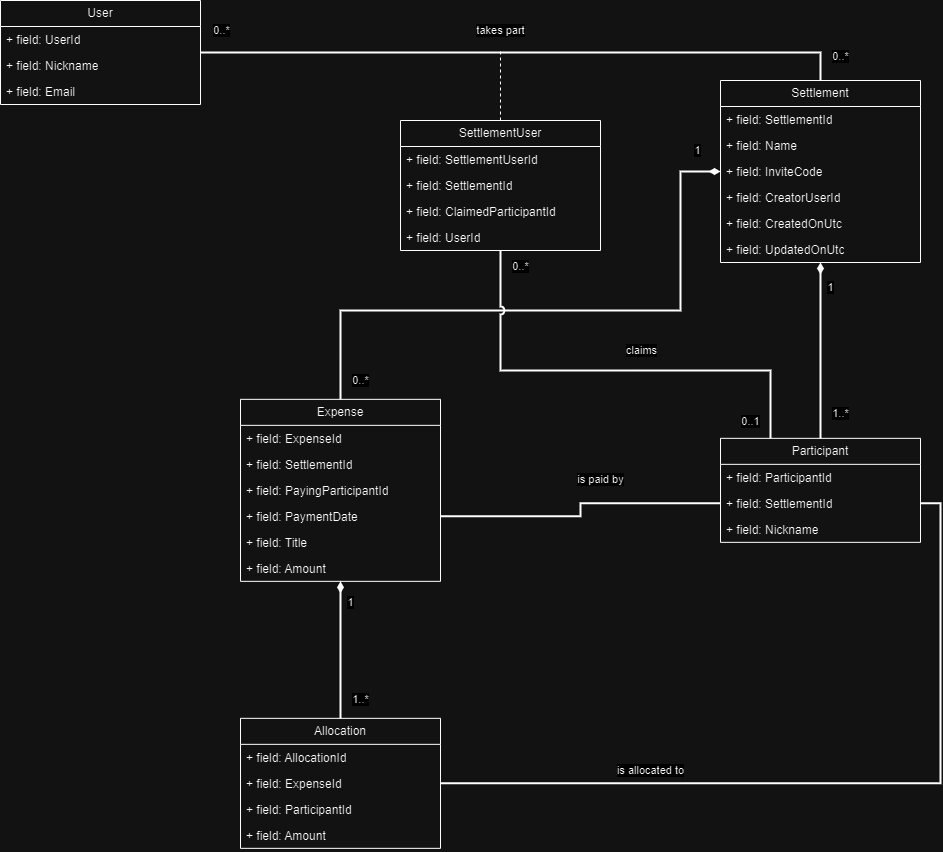 User
+ field: UserId
+ field: Nickname
+ field: Email
0..*
takes part
0..*
Settlement
+ field: SettlementId
+ field: Name
+ field: InviteCode
+ field: CreatorUserId
+ field: CreatedOnUtc
+ field: UpdatedOnUtc
SettlementUser
+ field: SettlementUserId
+ field: SettlementId
+ field: ClaimedParticipantId
+ field: UserId
1
0..*
1
claims
0..*
0..1
1..*
Expense
+ field: ExpenseId
+ field: SettlementId
+ field: PayingParticipantId
+ field: PaymentDate
+ field: Title
+ field: Amount
is paid by
Participant
+ field: ParticipantId
+ field: SettlementId
+ field: Nickname
1
1..*
Allocation
+ field: AllocationId
+ field: ExpenseId
+ field: ParticipantId
+ field: Amount
is allocated to